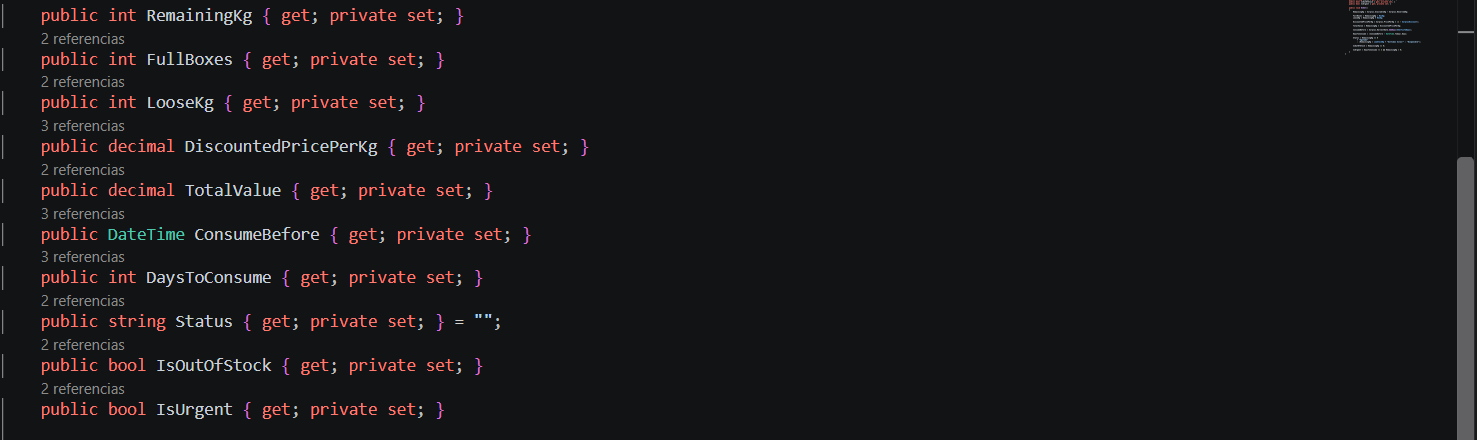 public int RemainingKg { get; private set; }
2 referencias
public int FullBoxes { get; private set; }
2 referencias
public int LooseKg { get; private set; }
3 referencias
public decimal DiscountedPricePerKg { get; private set; }
2 referencias
public decimal TotalValue { get; private set; }
3 referencias
public DateTime ConsumeBefore { get; private set; }
3 referencias
public int DaysToConsume { get; private set; }
2 referencias
public string Status { get; private set; } = "";
2 referencias
public bool IsOutOfStock { get; private set; }
2 referencias
public bool IsUrgent { get; private set; }